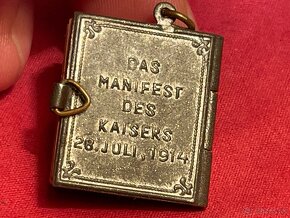 DAS
MANIFEST
DES
KAISERS
28.JULI,1914